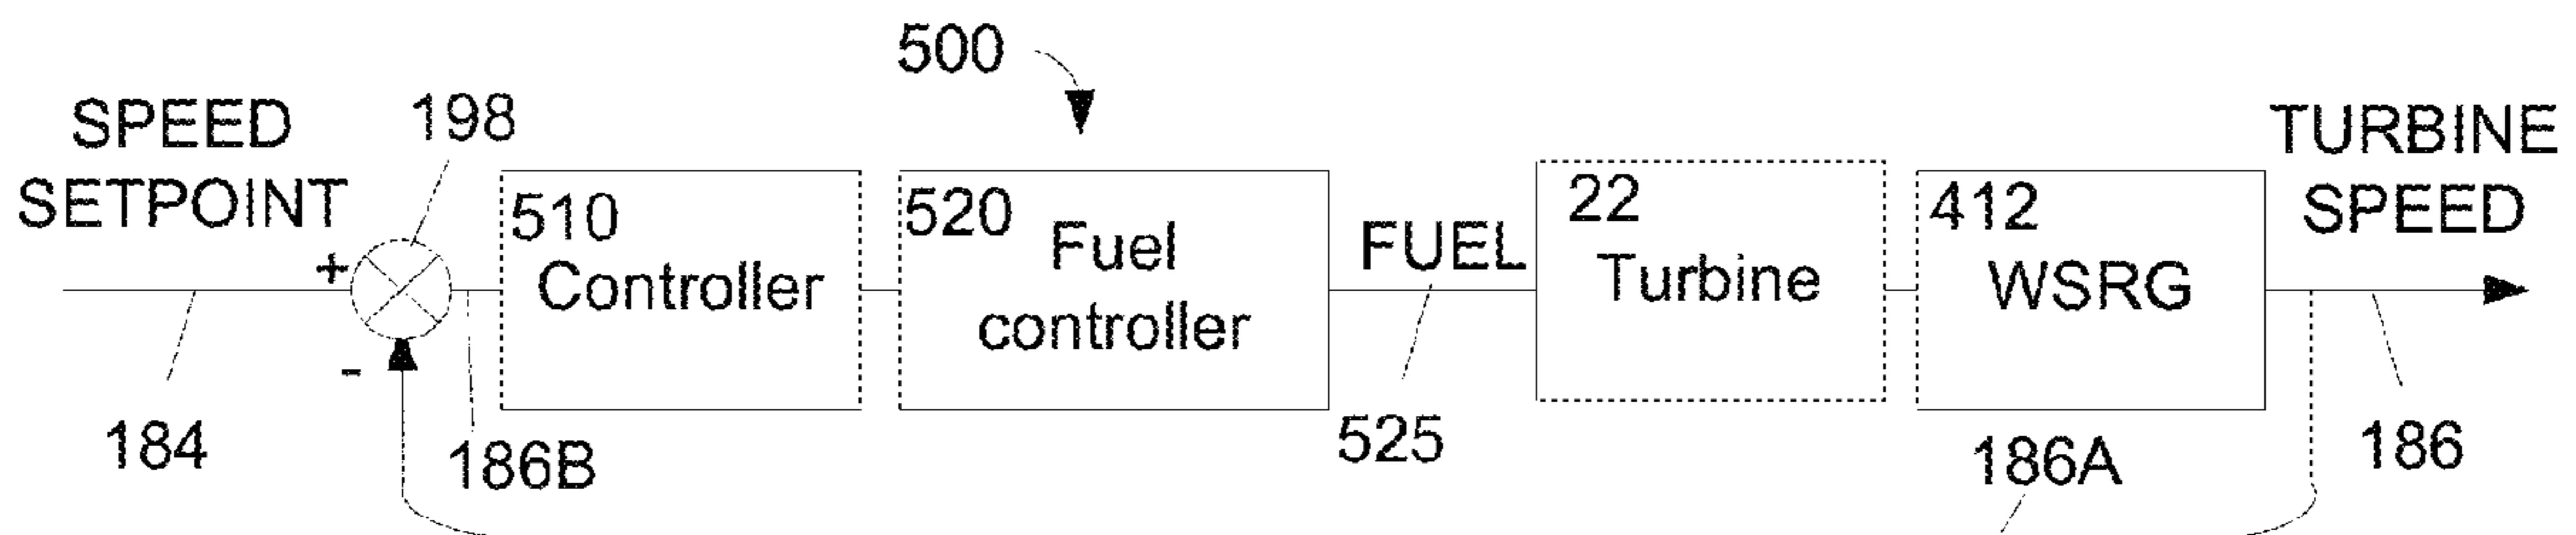 500
SPEED
SETPOINT
198
TURBINE
SPEED
+
-
510
Controller
520
Fuel
controller
FUEL
22
Turbine
412
WSRG
184
186B
525
186A
186